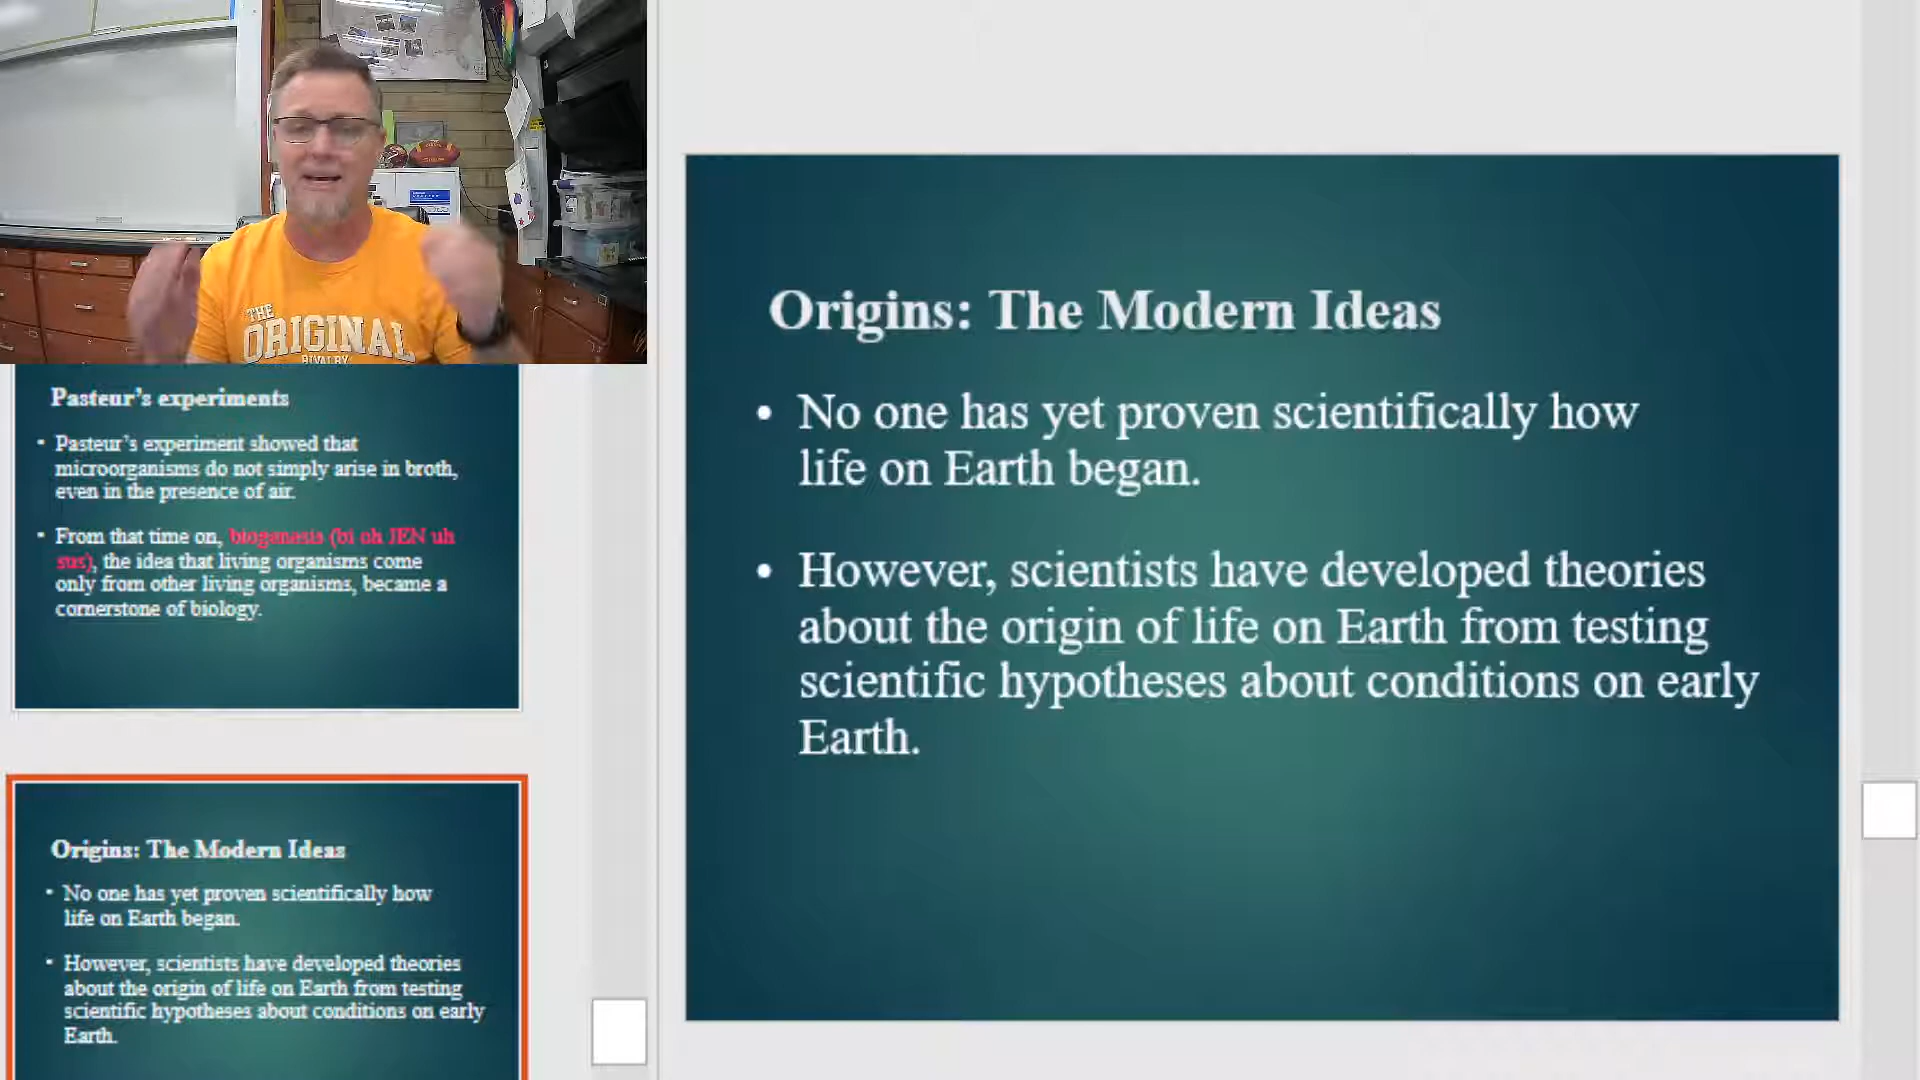 THE
ORIGINAL
RIVALRY
Pasteur's experiments
• Pasteur's experiment showed that
microorganisms do not simply arise in broth,
even in the presence of air.
• From that time on, biogenesis (bi oh JEN uh
sus), the idea that living organisms come
only from other living organisms, became a
cornerstone of biology.
Origins: The Modern Ideas
• No one has yet proven scientifically how
life on Earth began.
• However, scientists have developed theories
about the origin of life on Earth from testing
scientific hypotheses about conditions on early
Earth.
Origins: The Modern Ideas
• No one has yet proven scientifically how
life on Earth began.
• However, scientists have developed theories
about the origin of life on Earth from testing
scientific hypotheses about conditions on early
Earth.